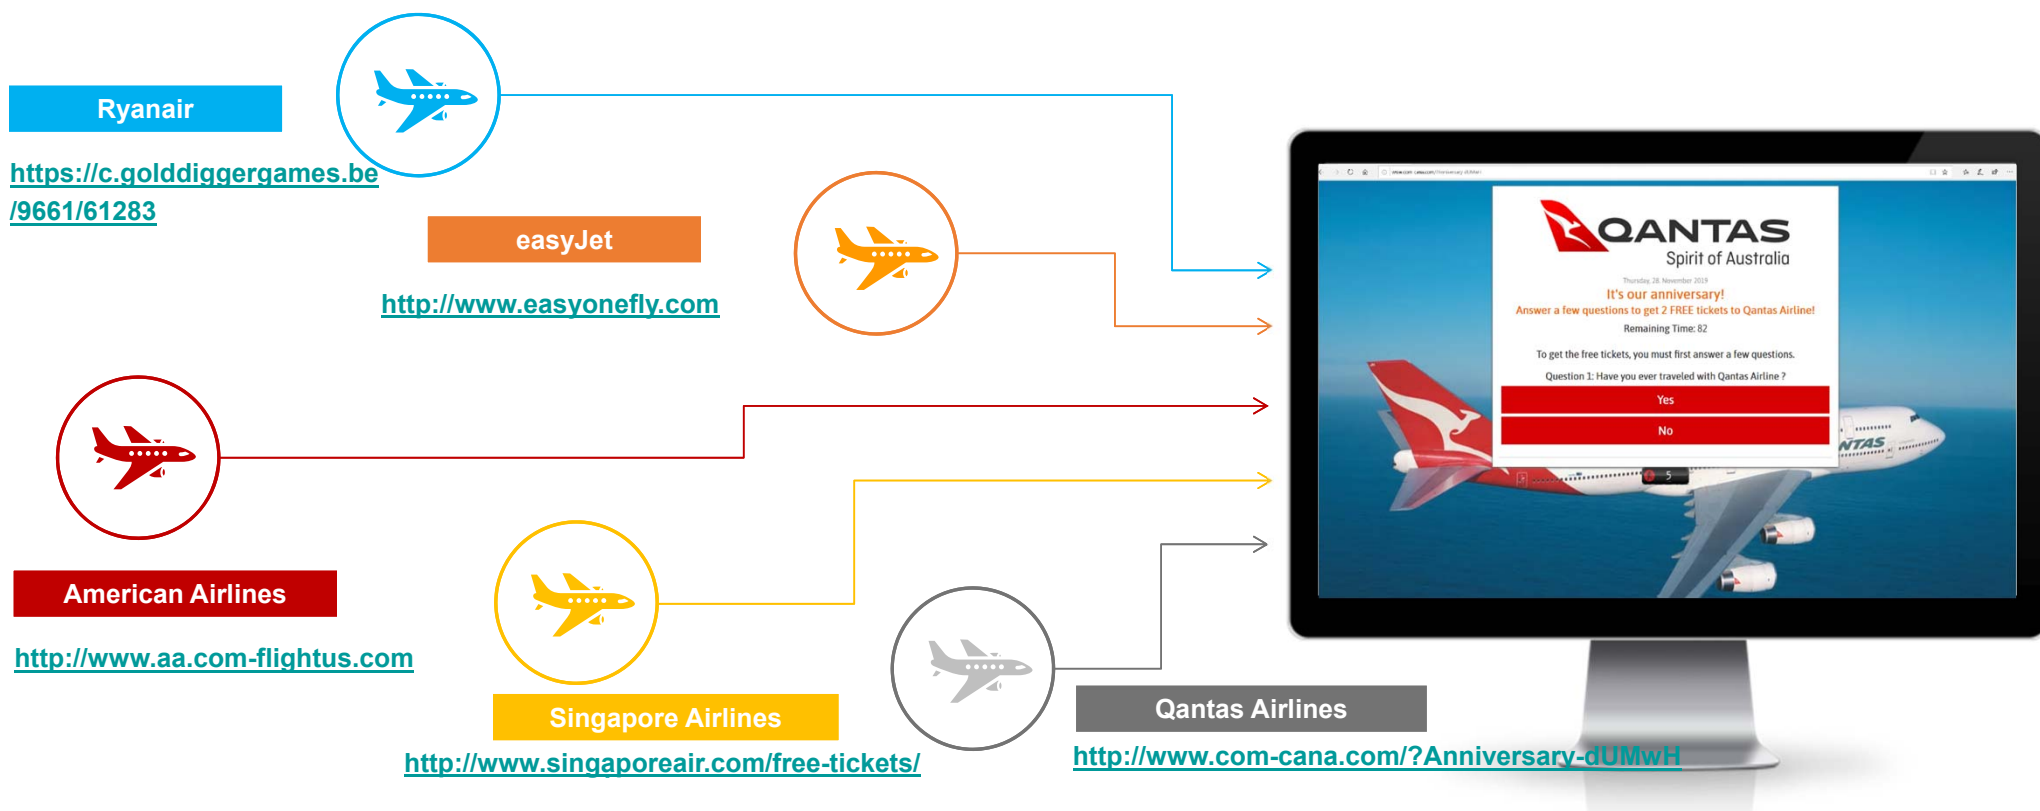 Ryanair
https://c.golddiggergames.be
/9661/61283
easyJet
http://www.easyonefly.com
American Airlines
http://www.aa.com-flightus.com
Singapore Airlines
http://www.singaporeair.com/free-tickets/
Qantas Airlines
http://www.com-cana.com/?Anniversary-dUMwH
QANTAS
Spirit of Australia
Thursday, 28. November 2019
It's our anniversary!
Answer a few questions to get 2 FREE tickets to Qantas Airline!
Remaining Time: 82
To get the free tickets, you must first answer a few questions.
Question 1: Have you ever traveled with Qantas Airline ?
Yes
No
NTAS
5